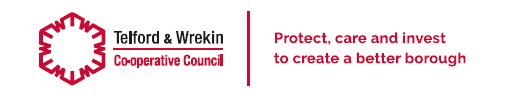 Telford & Wrekin
Co-operative Council
Protect, care and invest
to create a better borough